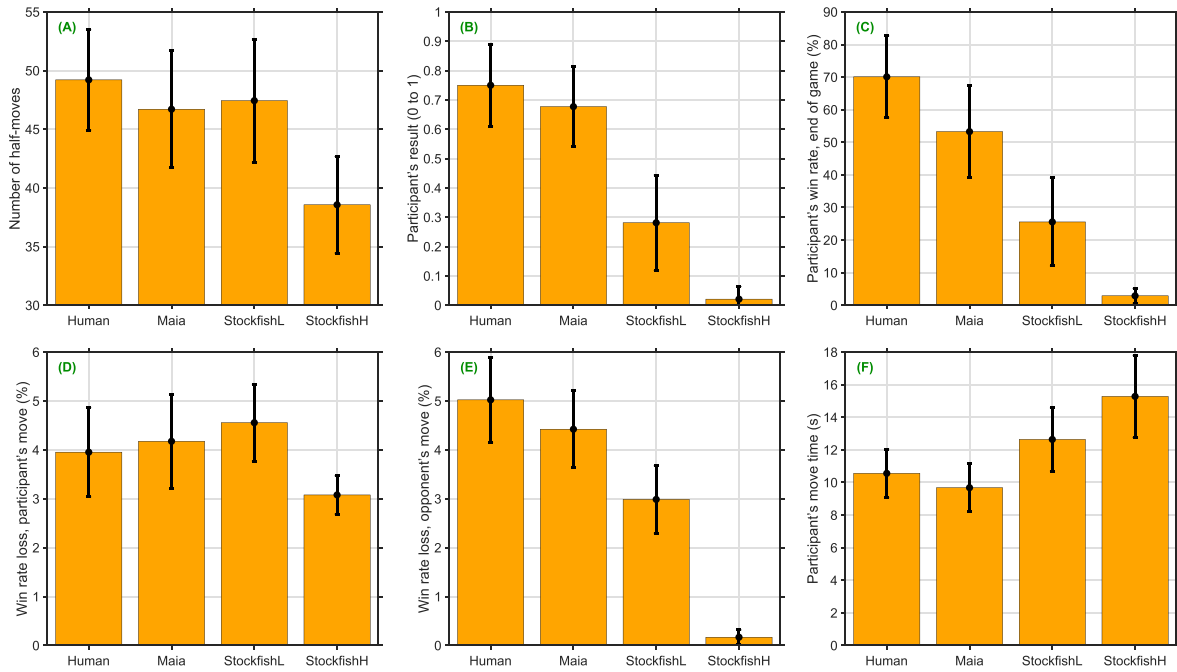 (A)
Number of half-moves
55
50
45
40
35
30
Human Maia StockfishL StockfishH
(B)
Participant's result (0 to 1)
1
0.9
0.8
0.7
0.6
0.5
0.4
0.3
0.2
0.1
0
Human Maia StockfishL StockfishH
(C)
Participant's win rate, end of game (%)
90
80
70
60
50
40
30
20
10
0
Human Maia StockfishL StockfishH
(D)
Win rate loss, participant's move (%)
6
5
4
3
2
1
0
Human Maia StockfishL StockfishH
(E)
Win rate loss, opponent's move (%)
6
5
4
3
2
1
0
Human Maia StockfishL StockfishH
(F)
Participant's move time (s)
18
16
14
12
10
8
6
4
2
0
Human Maia StockfishL StockfishH